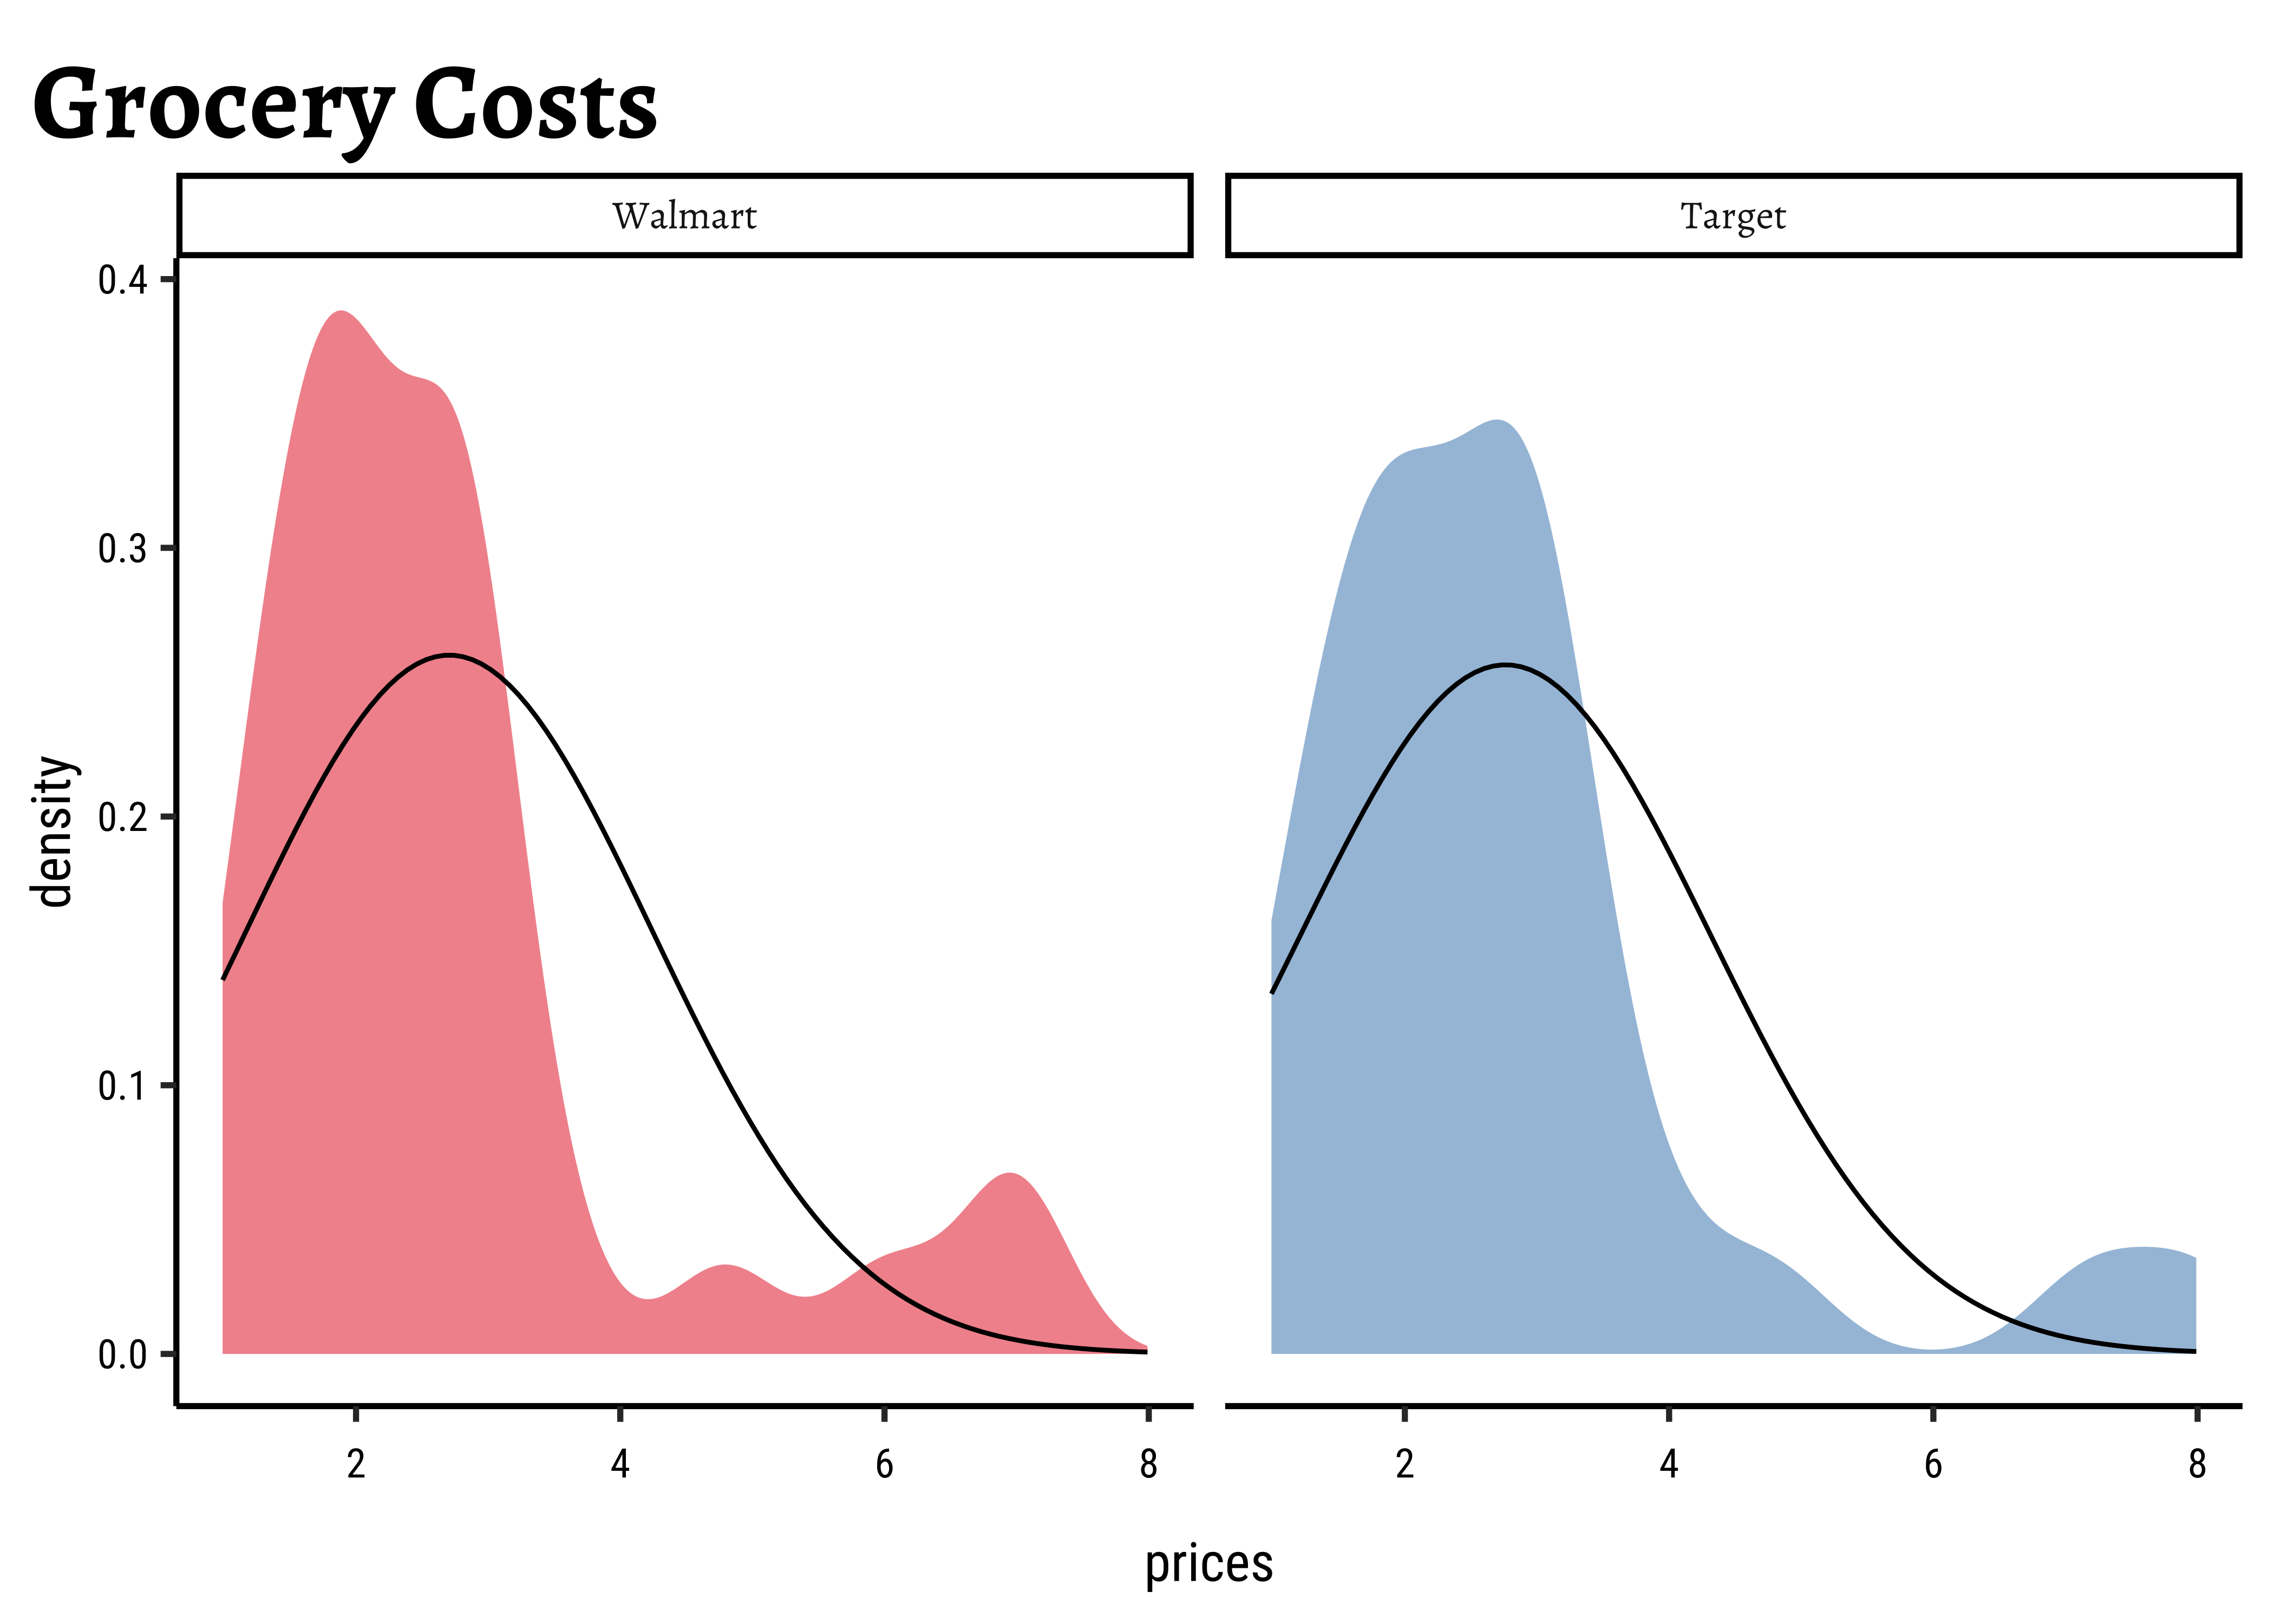 Grocery Costs
Walmart
Target
0.4
0.3
0.2
0.1
0.0
density
2 4 6 8
2 4 6 8
prices